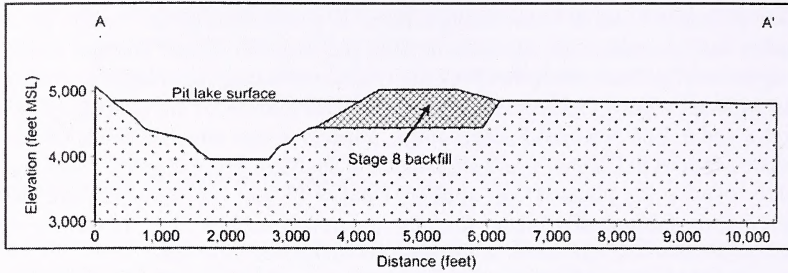 A A'
5,000
Pit lake surface
Elevation (feet MSL)
4,000
Stage 8 backfill
3,000
0 1,000 2,000 3,000 4,000 5,000 6,000 7,000 8,000 9,000 10,000
Distance (feet)